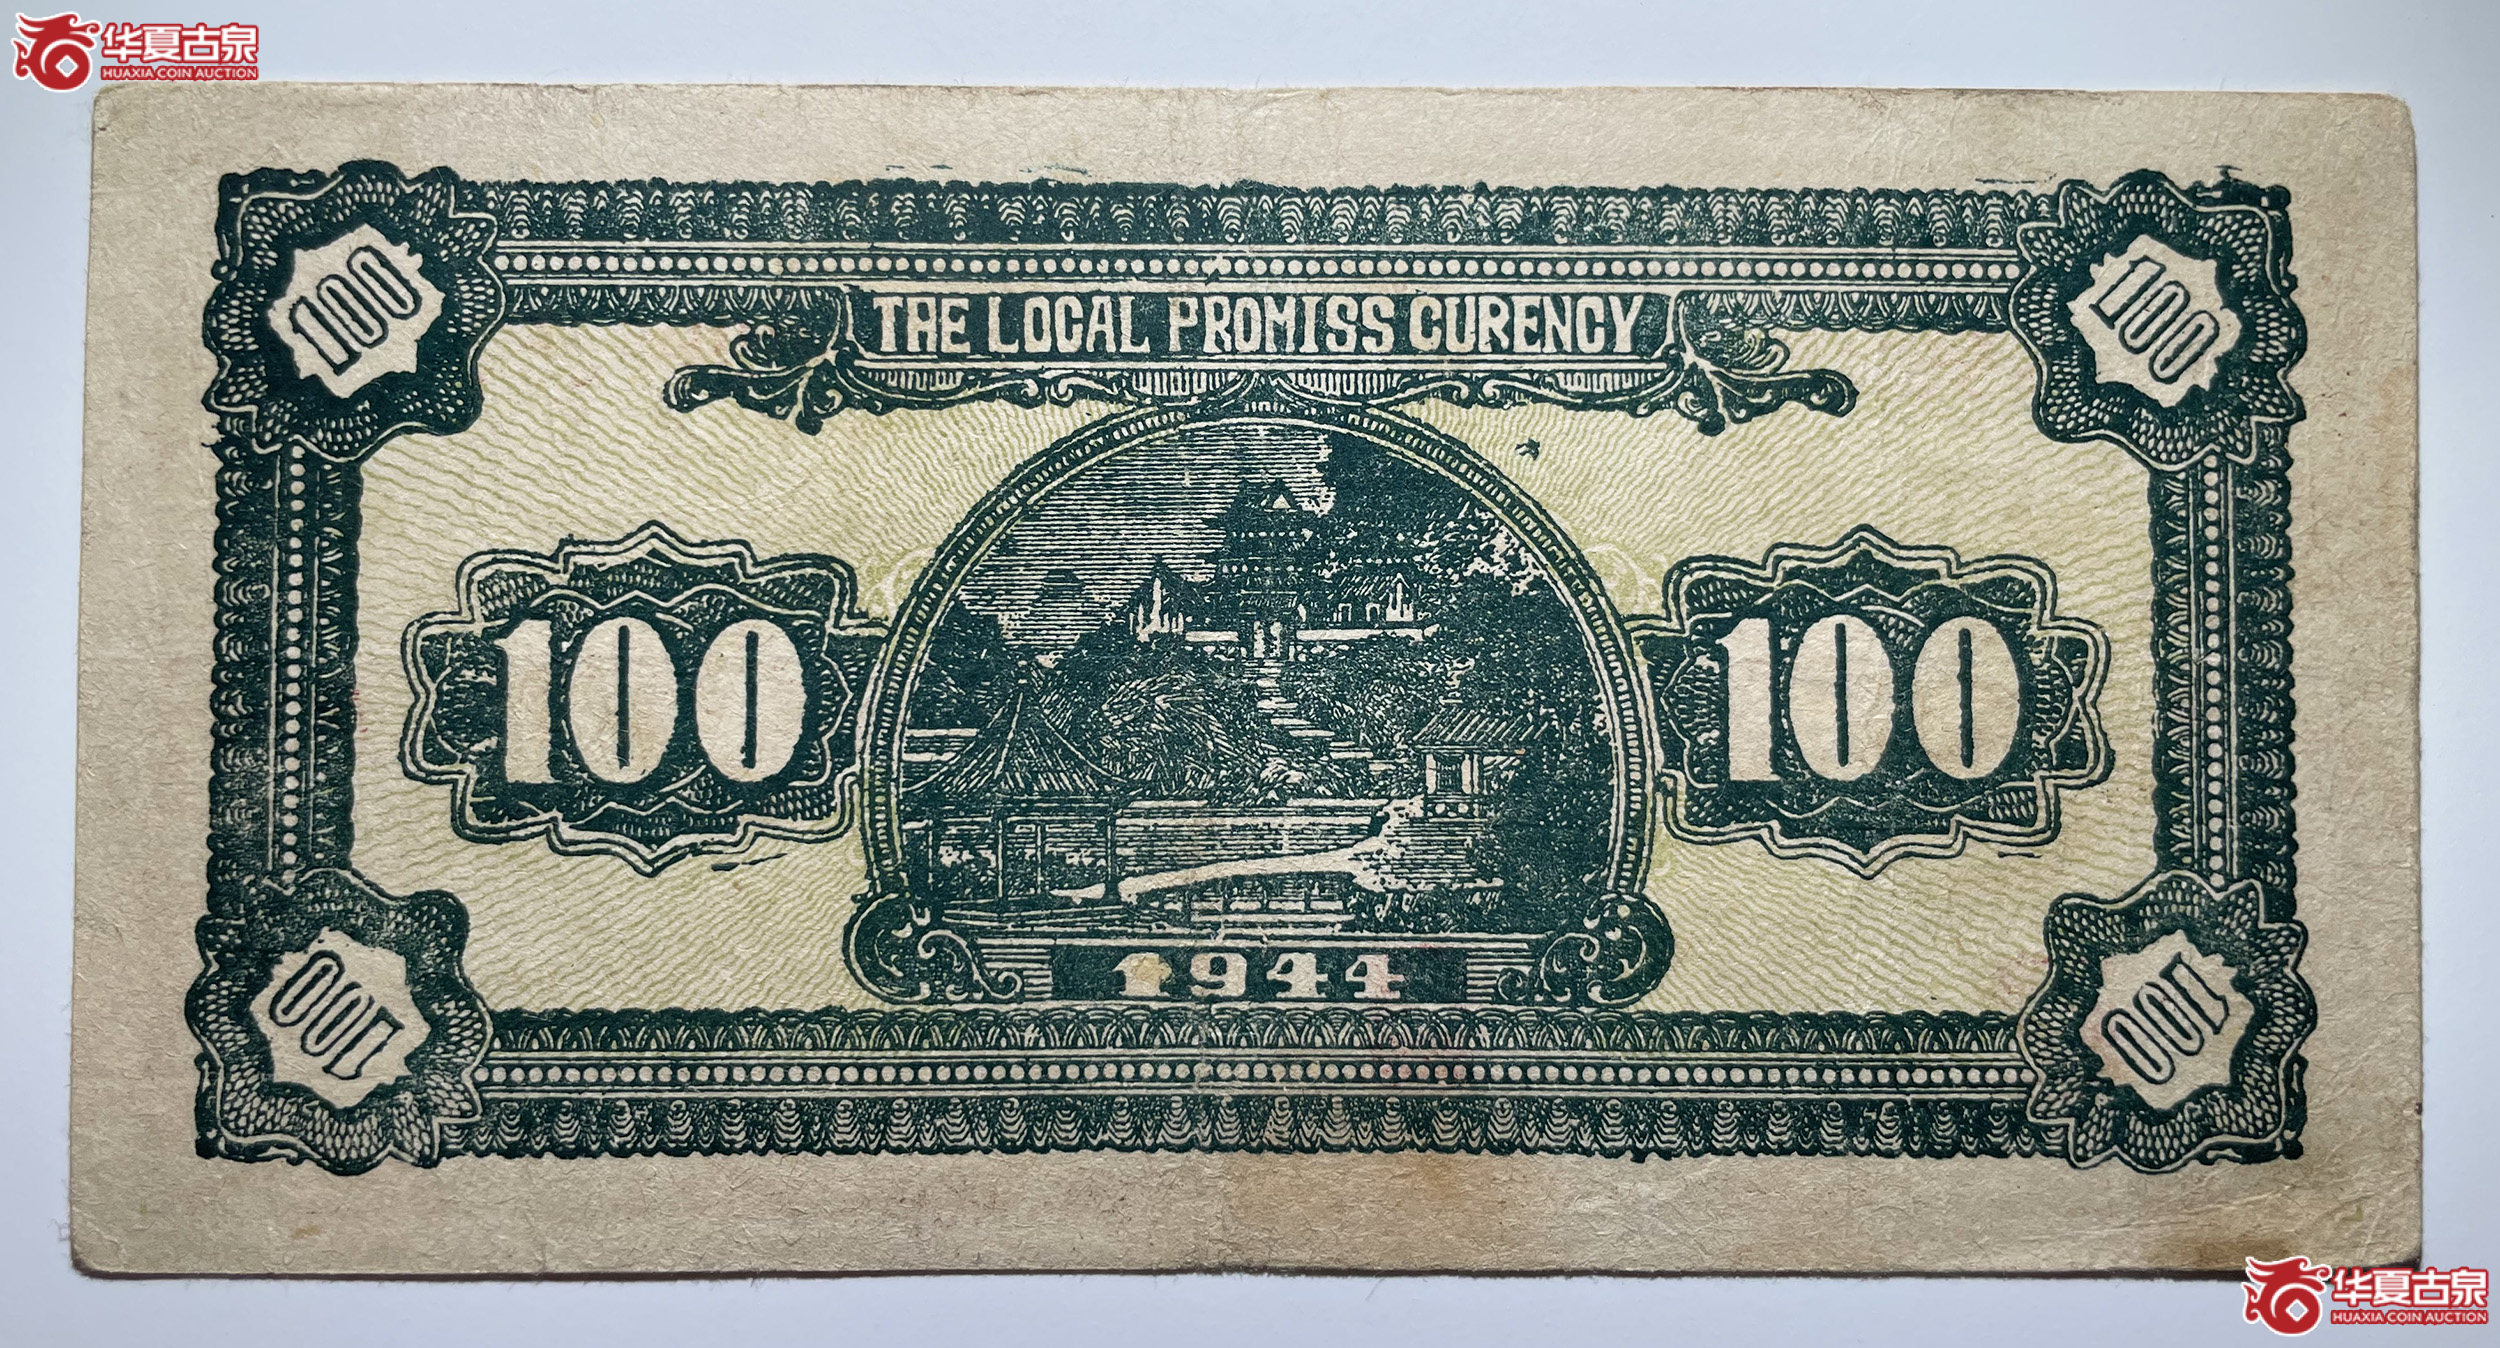 华夏古泉
HUAXIA COIN AUCTION
100
100
THE LOCAL PROMISS CURENCY
100
100
1944
100
100
华夏古泉
HUAXIA COIN AUCTION